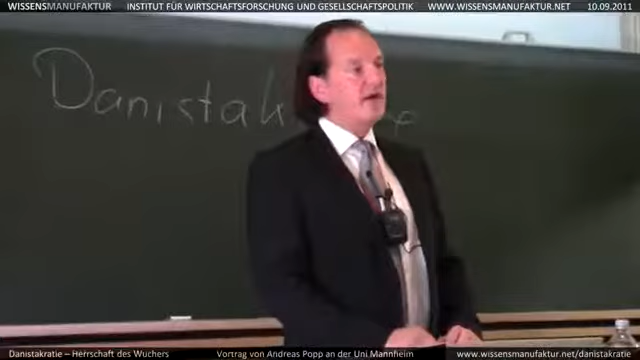 WISSENSMANUFAKTUR INSTITUT FÜR WIRTSCHAFTSFORSCHUNG UND GESELLSCHAFTSPOLITIK WWW.WISSENSMANUFAKTUR.NET 10.09.2011
Danistak
Danistakratie – Herrschaft des Wuchers Vortrag von Andreas Popp an der Uni Mannheim www.wissensmanufaktur.net/danistakratie